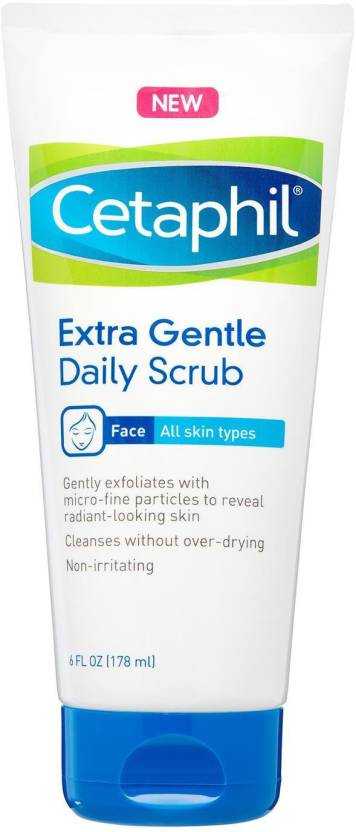 NEW
Cetaphil®
Extra Gentle
Daily Scrub
Face All skin types
Gently exfoliates with
micro-fine particles to reveal
radiant-looking skin
Cleanses without over-drying
Non-irritating
6 FL OZ (178 ml)